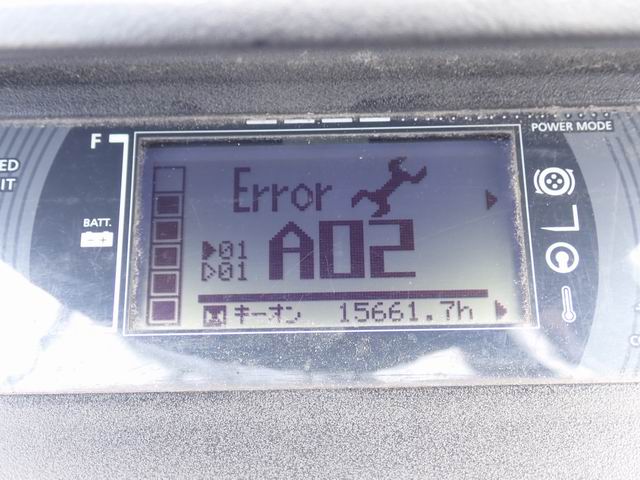 POWER MODE
F
ED
IT
BATT.
Error
A02
▶01
▷01
キーオン 15661.7h